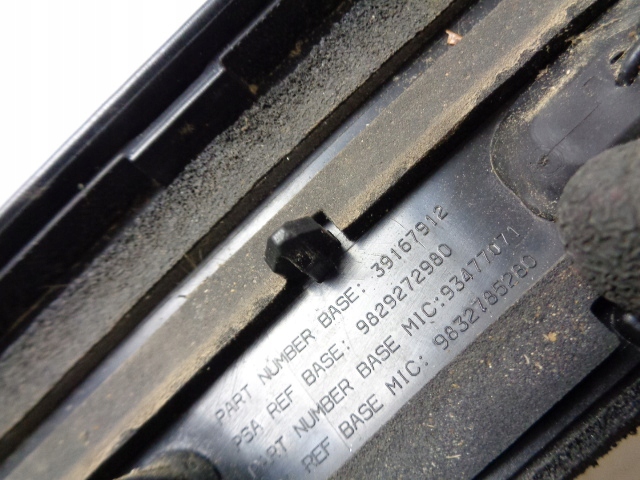 PART NUMBER BASE: 39167912
PSA REF BASE: 9829272980
PART NUMBER BASE MIC:93477071
REF BASE MIC: 9832785280